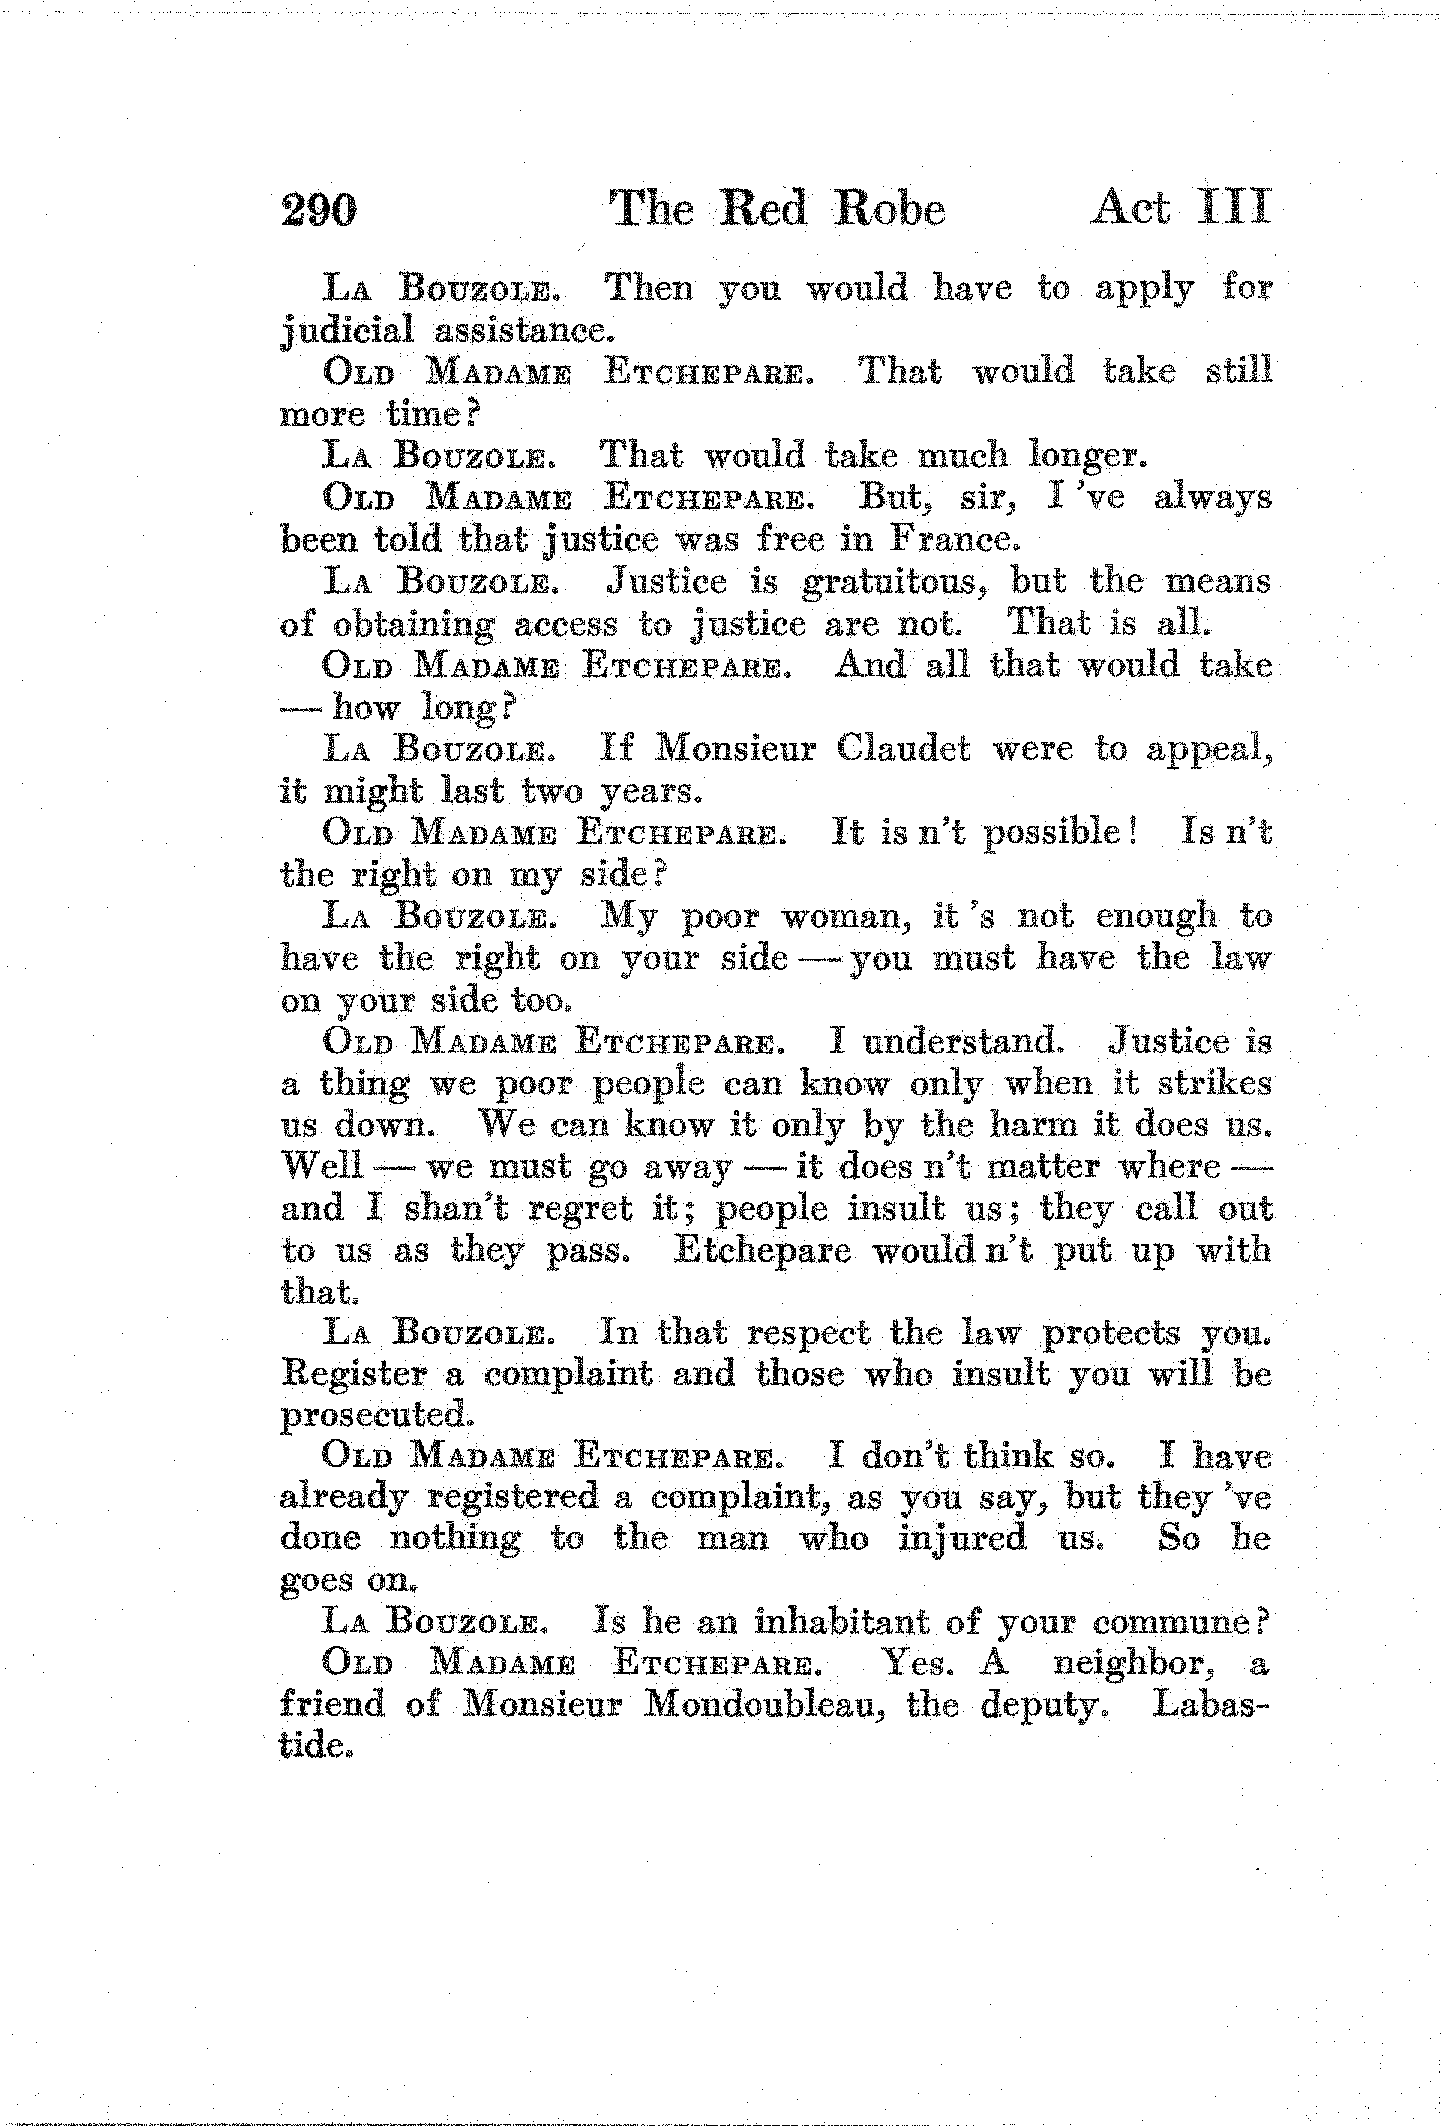 290 The Red Robe Act III
La Bouzole. Then you would have to apply for
judicial assistance.
Old Madame Etchepare. That would take still
more time?
La Bouzole. That would take much longer.
Old Madame Etchepare. But, sir, I 've always
been told that justice was free in France.
La Bouzole. Justice is gratuitous, but the means
of obtaining access to justice are not. That is all.
Old Madame Etchepare. And all that would take
— how long?
La Bouzole. If Monsieur Claudet were to appeal,
it might last two years.
Old Madame Etchepare. It is n't possible! Is n't
the right on my side?
La Bouzole. My poor woman, it 's not enough to
have the right on your side — you must have the law
on your side too.
Old Madame Etchepare. I understand. Justice is
a thing we poor people can know only when it strikes
us down. We can know it only by the harm it does us.
Well — we must go away — it does n't matter where —
and I shan't regret it; people insult us; they call out
to us as they pass. Etchepare would n't put up with
that.
La Bouzole. In that respect the law protects you.
Register a complaint and those who insult you will be
prosecuted.
Old Madame Etchepare. I don't think so. I have
already registered a complaint, as you say, but they 've
done nothing to the man who injured us. So he
goes on.
La Bouzole. Is he an inhabitant of your commune?
Old Madame Etchepare. Yes. A neighbor, a
friend of Monsieur Mondoubleau, the deputy. Labas-
tide.